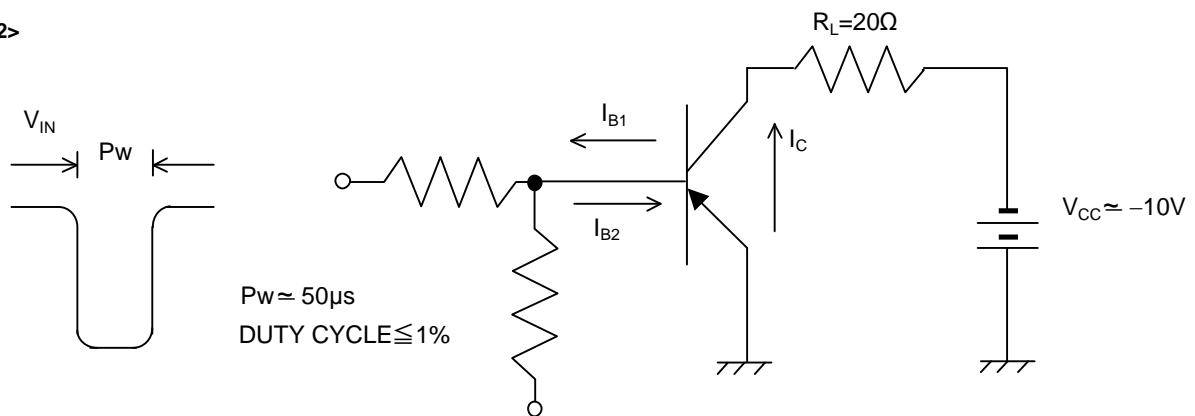 2>
R_L=20Ω
V_IN
Pw
I_B1
I_C
I_B2
V_CC≃ −10V
Pw≃ 50µs
DUTY CYCLE≦1%